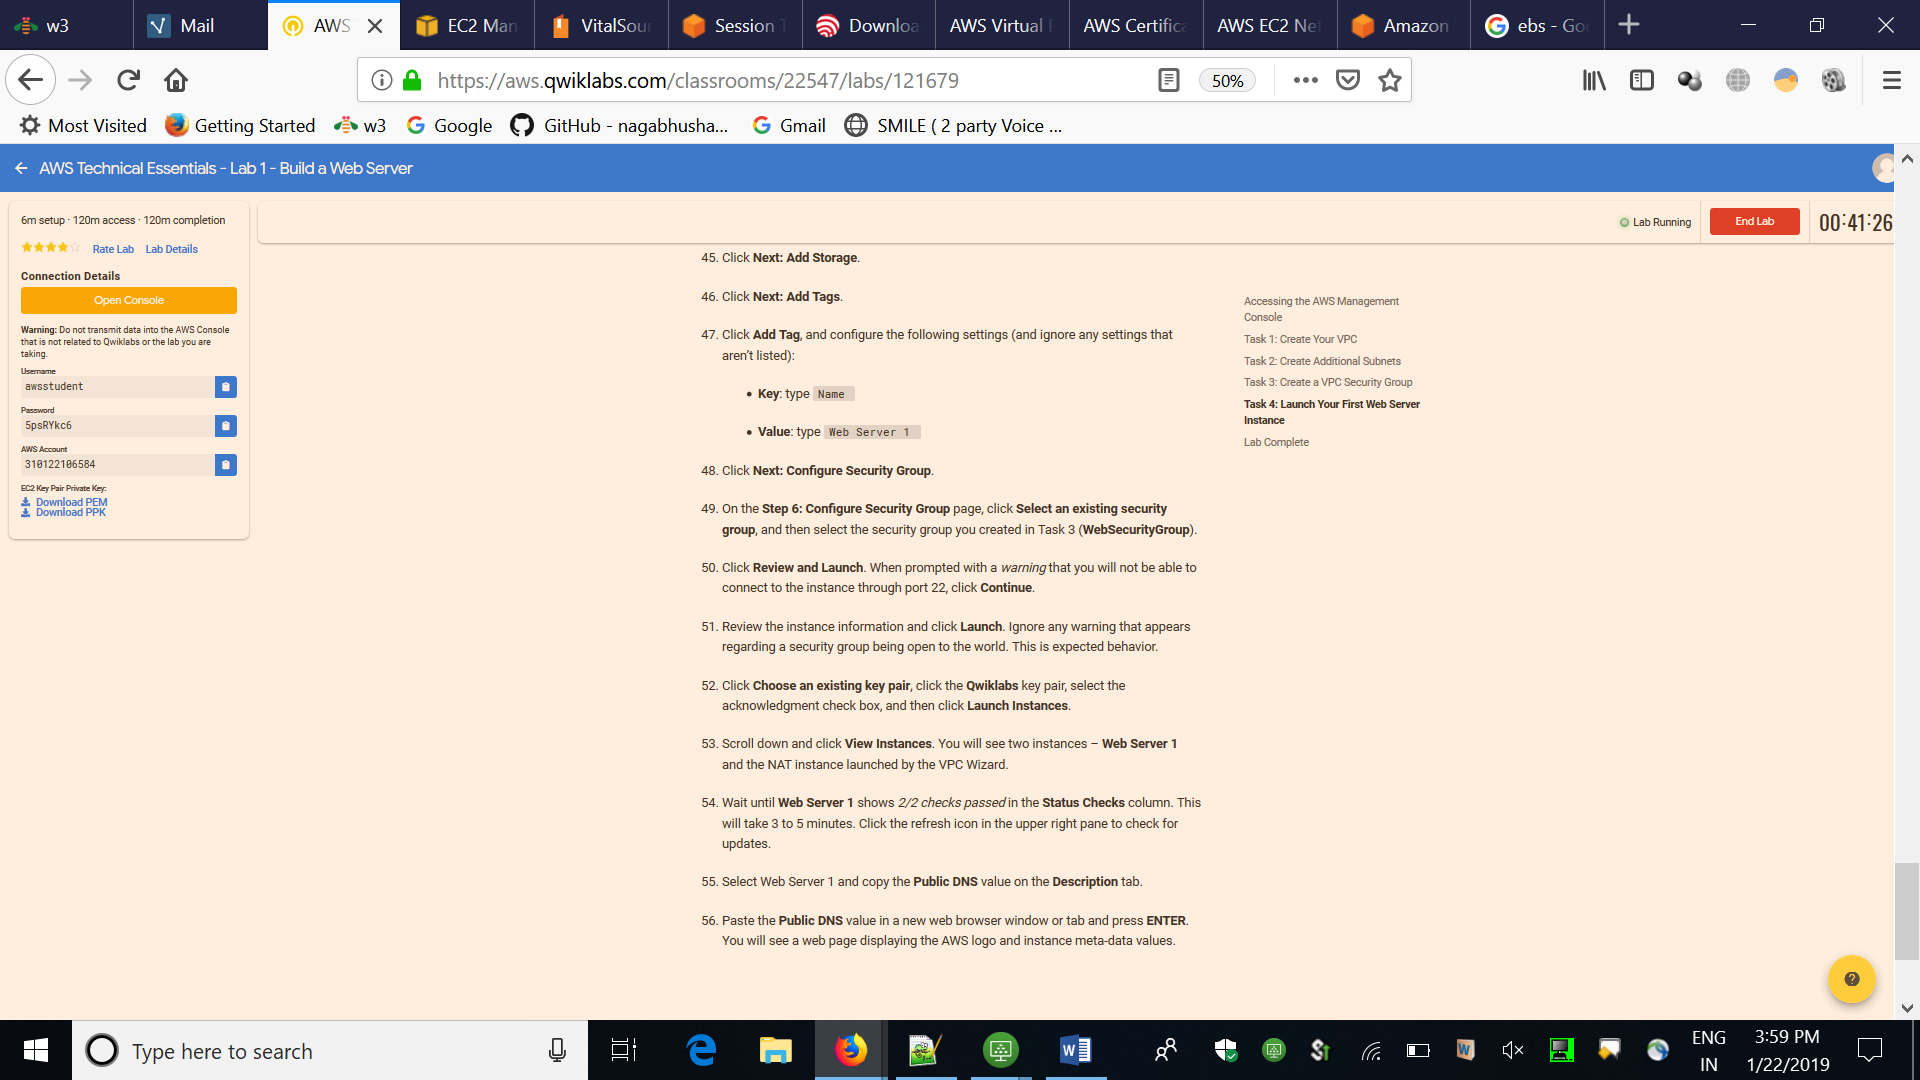 w3
Mail
AWS
EC2 Man
VitalSour
Session T
Downloa
AWS Virtual P
AWS Certifica
AWS EC2 Net
Amazon
ebs - Go
https://aws.qwiklabs.com/classrooms/22547/labs/121679
50%
Most Visited
Getting Started
w3
Google
GitHub - nagabhusha...
Gmail
SMILE ( 2 party Voice ...
AWS Technical Essentials - Lab 1 - Build a Web Server
6m setup · 120m access · 120m completion
Rate Lab Lab Details
Connection Details
Open Console
Warning: Do not transmit data into the AWS Console
that is not related to Qwiklabs or the lab you are
taking.
Username
awsstudent
Password
5psRYkc6
AWS Account
310122106584
EC2 Key Pair Private Key:
Download PEM
Download PPK
Lab Running
End Lab
00:41:26
45. Click Next: Add Storage.
46. Click Next: Add Tags.
47. Click Add Tag, and configure the following settings (and ignore any settings that
aren't listed):
• Key: type Name
• Value: type Web Server 1
48. Click Next: Configure Security Group.
49. On the Step 6: Configure Security Group page, click Select an existing security
group, and then select the security group you created in Task 3 (WebSecurityGroup).
50. Click Review and Launch. When prompted with a warning that you will not be able to
connect to the instance through port 22, click Continue.
51. Review the instance information and click Launch. Ignore any warning that appears
regarding a security group being open to the world. This is expected behavior.
52. Click Choose an existing key pair, click the Qwiklabs key pair, select the
acknowledgment check box, and then click Launch Instances.
53. Scroll down and click View Instances. You will see two instances – Web Server 1
and the NAT instance launched by the VPC Wizard.
54. Wait until Web Server 1 shows 2/2 checks passed in the Status Checks column. This
will take 3 to 5 minutes. Click the refresh icon in the upper right pane to check for
updates.
55. Select Web Server 1 and copy the Public DNS value on the Description tab.
56. Paste the Public DNS value in a new web browser window or tab and press ENTER.
You will see a web page displaying the AWS logo and instance meta-data values.
Accessing the AWS Management
Console
Task 1: Create Your VPC
Task 2: Create Additional Subnets
Task 3: Create a VPC Security Group
Task 4: Launch Your First Web Server
Instance
Lab Complete
Type here to search
ENG
IN
3:59 PM
1/22/2019